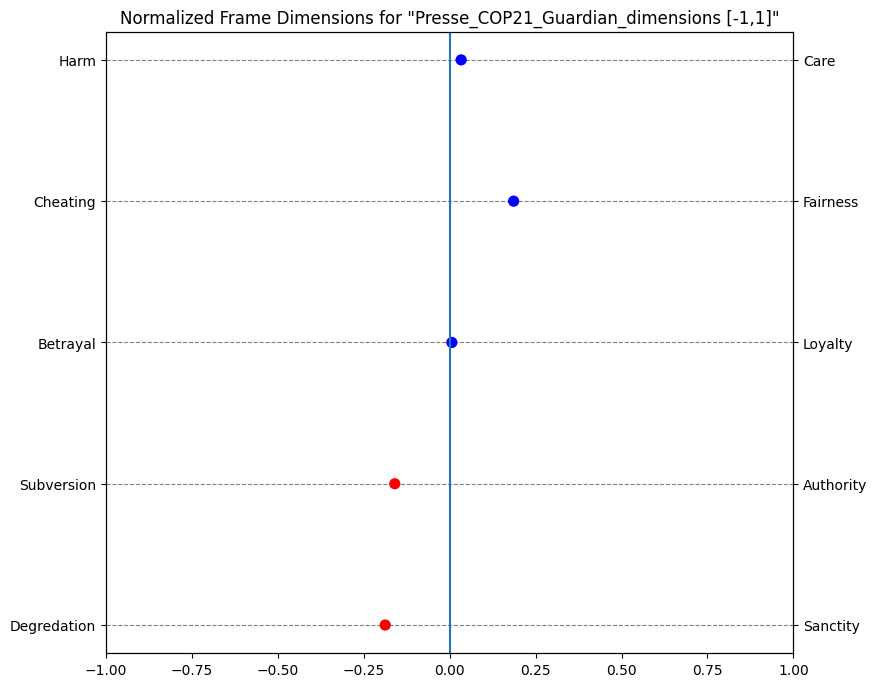 Normalized Frame Dimensions for "Presse_COP21_Guardian_dimensions [-1,1]"
Harm Care
Cheating Fairness
Betrayal Loyalty
Subversion Authority
Degredation Sanctity
−1.00 −0.75 −0.50 −0.25 0.00 0.25 0.50 0.75 1.00